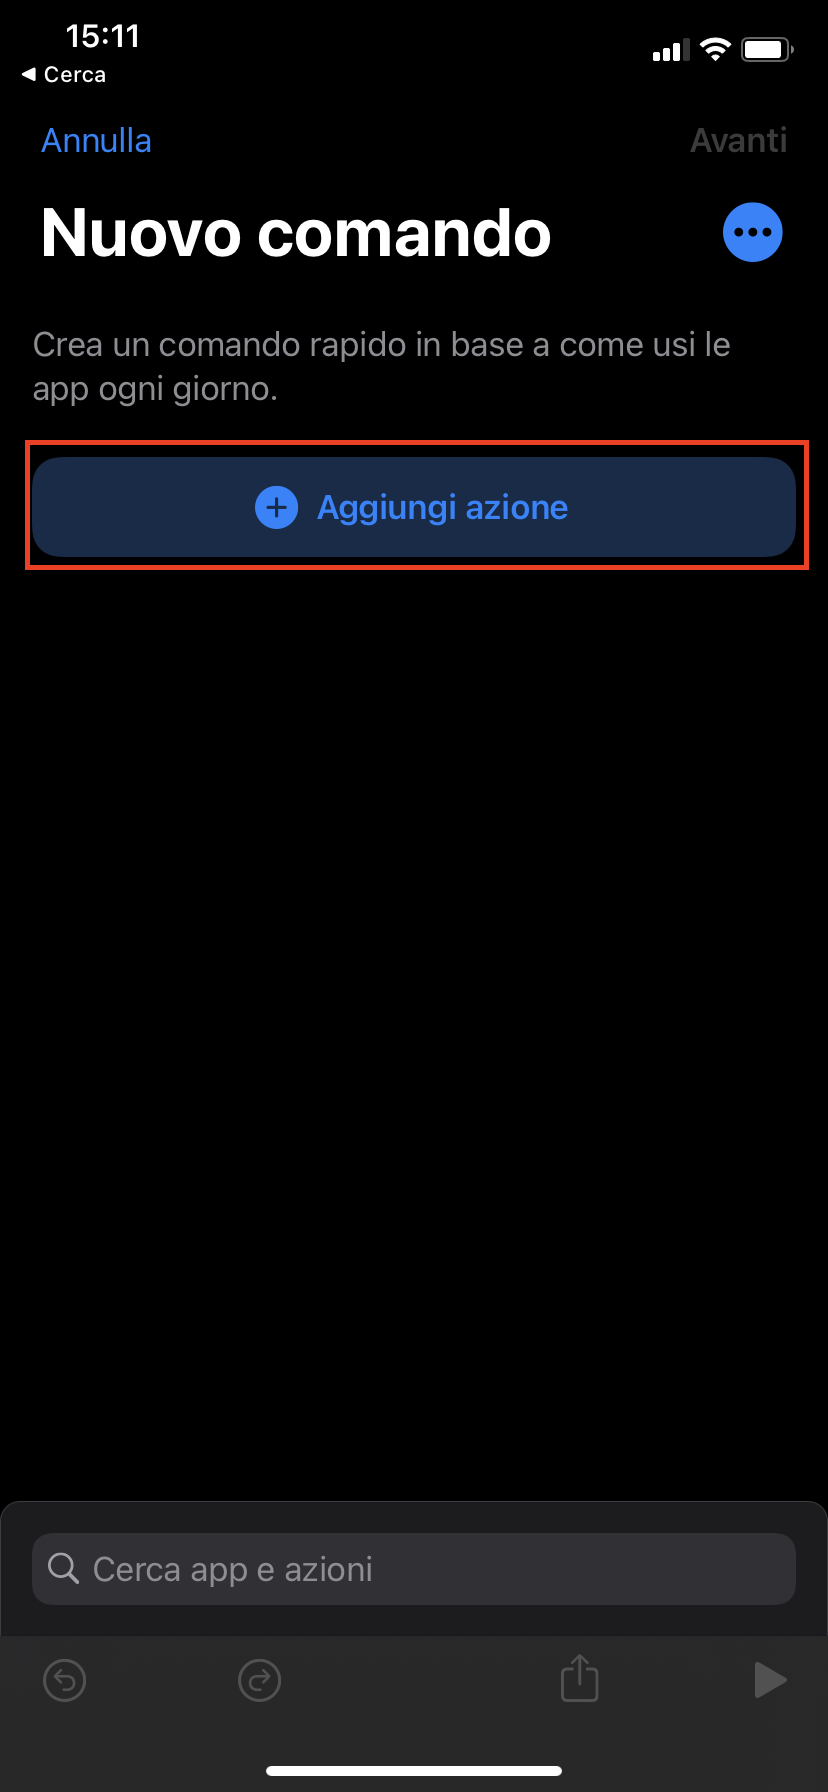 15:11
◀ Cerca
Annulla
Avanti
Nuovo comando
Crea un comando rapido in base a come usi le
app ogni giorno.
Aggiungi azione
Cerca app e azioni